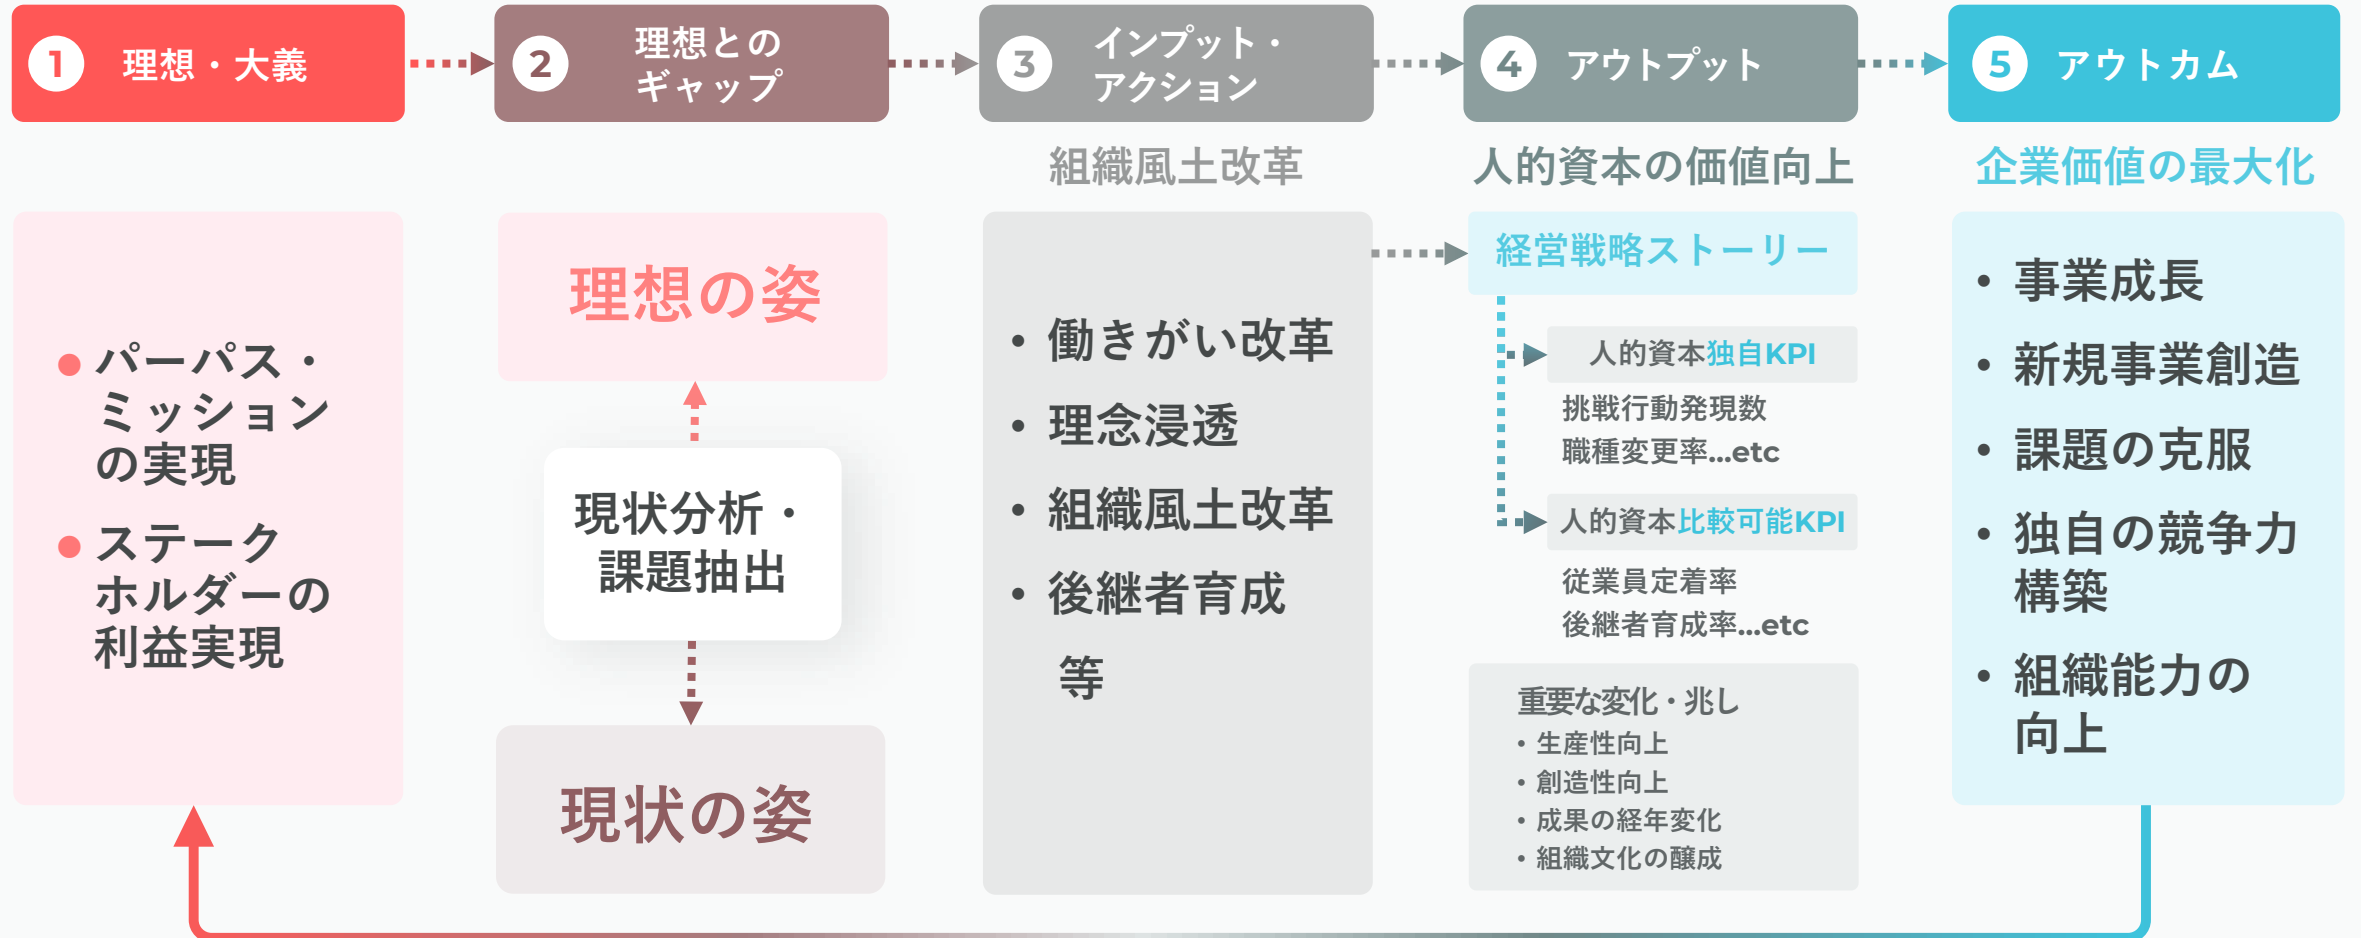 1 理想・大義
2 理想との
ギャップ
3 インプット・
アクション
4 アウトプット
5 アウトカム
組織風土改革
人的資本の価値向上
企業価値の最大化
● パーパス・
ミッション
の実現
● ステーク
ホルダーの
利益実現
理想の姿
現状分析・
課題抽出
現状の姿
・ 働きがい改革
・ 理念浸透
・ 組織風土改革
・ 後継者育成
等
経営戦略ストーリー
人的資本独自KPI
挑戦行動発現数
職種変更率...etc
人的資本比較可能KPI
従業員定着率
後継者育成率...etc
重要な変化・兆し
・生産性向上
・創造性向上
・成果の経年変化
・組織文化の醸成
・ 事業成長
・ 新規事業創造
・ 課題の克服
・ 独自の競争力
構築
・ 組織能力の
向上